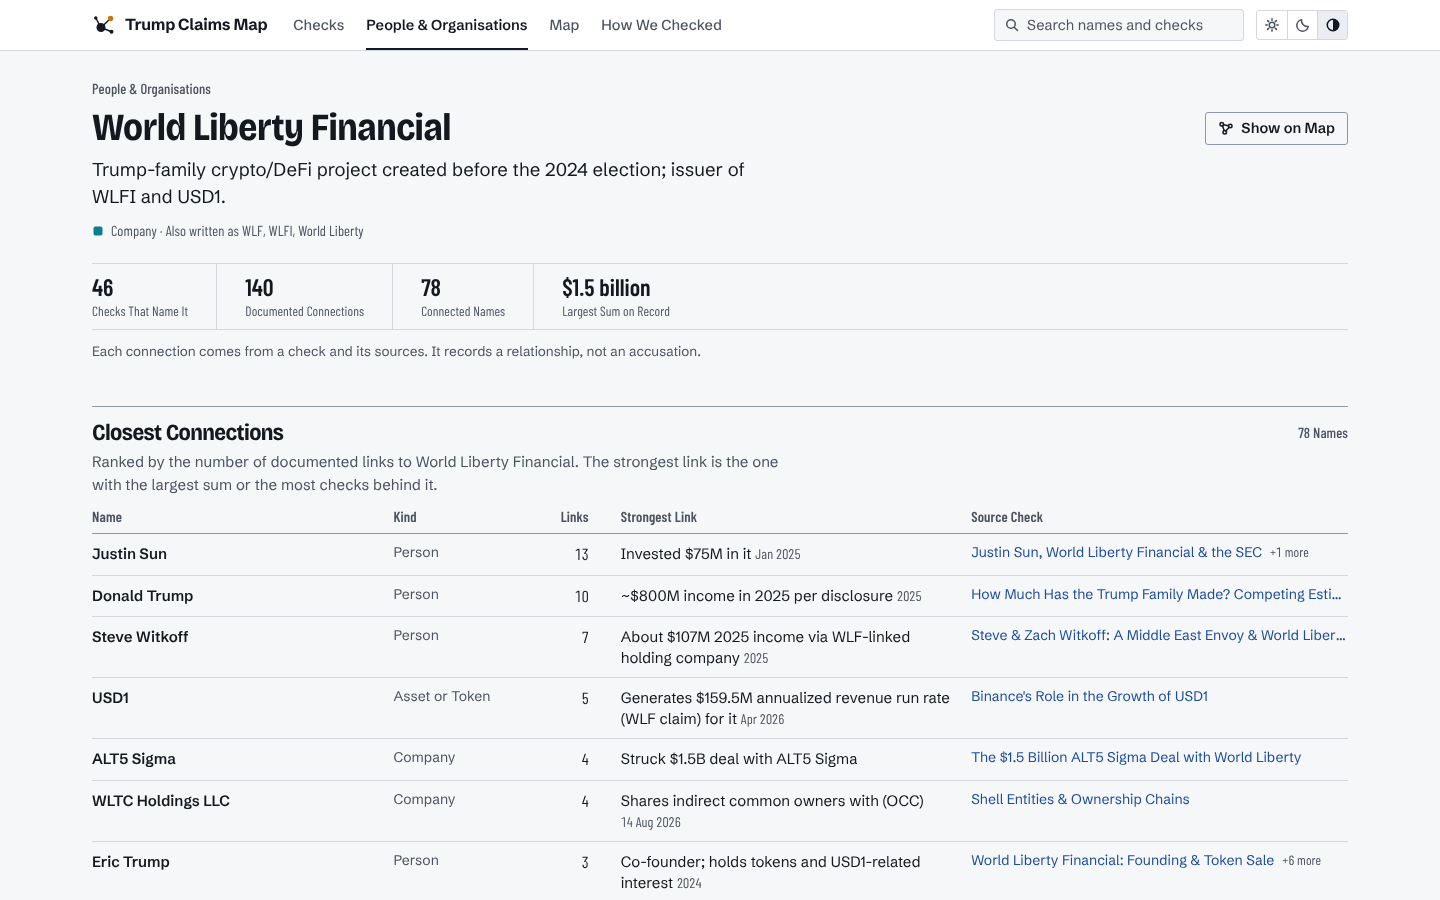 Trump Claims Map
Checks
People & Organisations
Map
How We Checked
Search names and checks
People & Organisations
World Liberty Financial
Show on Map
Trump-family crypto/DeFi project created before the 2024 election; issuer of
WLFI and USD1.
Company · Also written as WLF, WLFI, World Liberty
46
Checks That Name It
140
Documented Connections
78
Connected Names
$1.5 billion
Largest Sum on Record
Each connection comes from a check and its sources. It records a relationship, not an accusation.
Closest Connections
78 Names
Ranked by the number of documented links to World Liberty Financial. The strongest link is the one
with the largest sum or the most checks behind it.
Name Kind Links Strongest Link Source Check
Justin Sun Person 13 Invested $75M in it Jan 2025 Justin Sun, World Liberty Financial & the SEC +1 more
Donald Trump Person 10 ~$800M income in 2025 per disclosure 2025 How Much Has the Trump Family Made? Competing Esti...
Steve Witkoff Person 7 About $107M 2025 income via WLF-linked Steve & Zach Witkoff: A Middle East Envoy & World Liber...
holding company 2025
USD1 Asset or Token 5 Generates $159.5M annualized revenue run rate Binance's Role in the Growth of USD1
(WLF claim) for it Apr 2026
ALT5 Sigma Company 4 Struck $1.5B deal with ALT5 Sigma The $1.5 Billion ALT5 Sigma Deal with World Liberty
WLTC Holdings LLC Company 4 Shares indirect common owners with (OCC) Shell Entities & Ownership Chains
14 Aug 2026
Eric Trump Person 3 Co-founder; holds tokens and USD1-related World Liberty Financial: Founding & Token Sale +6 more
interest 2024